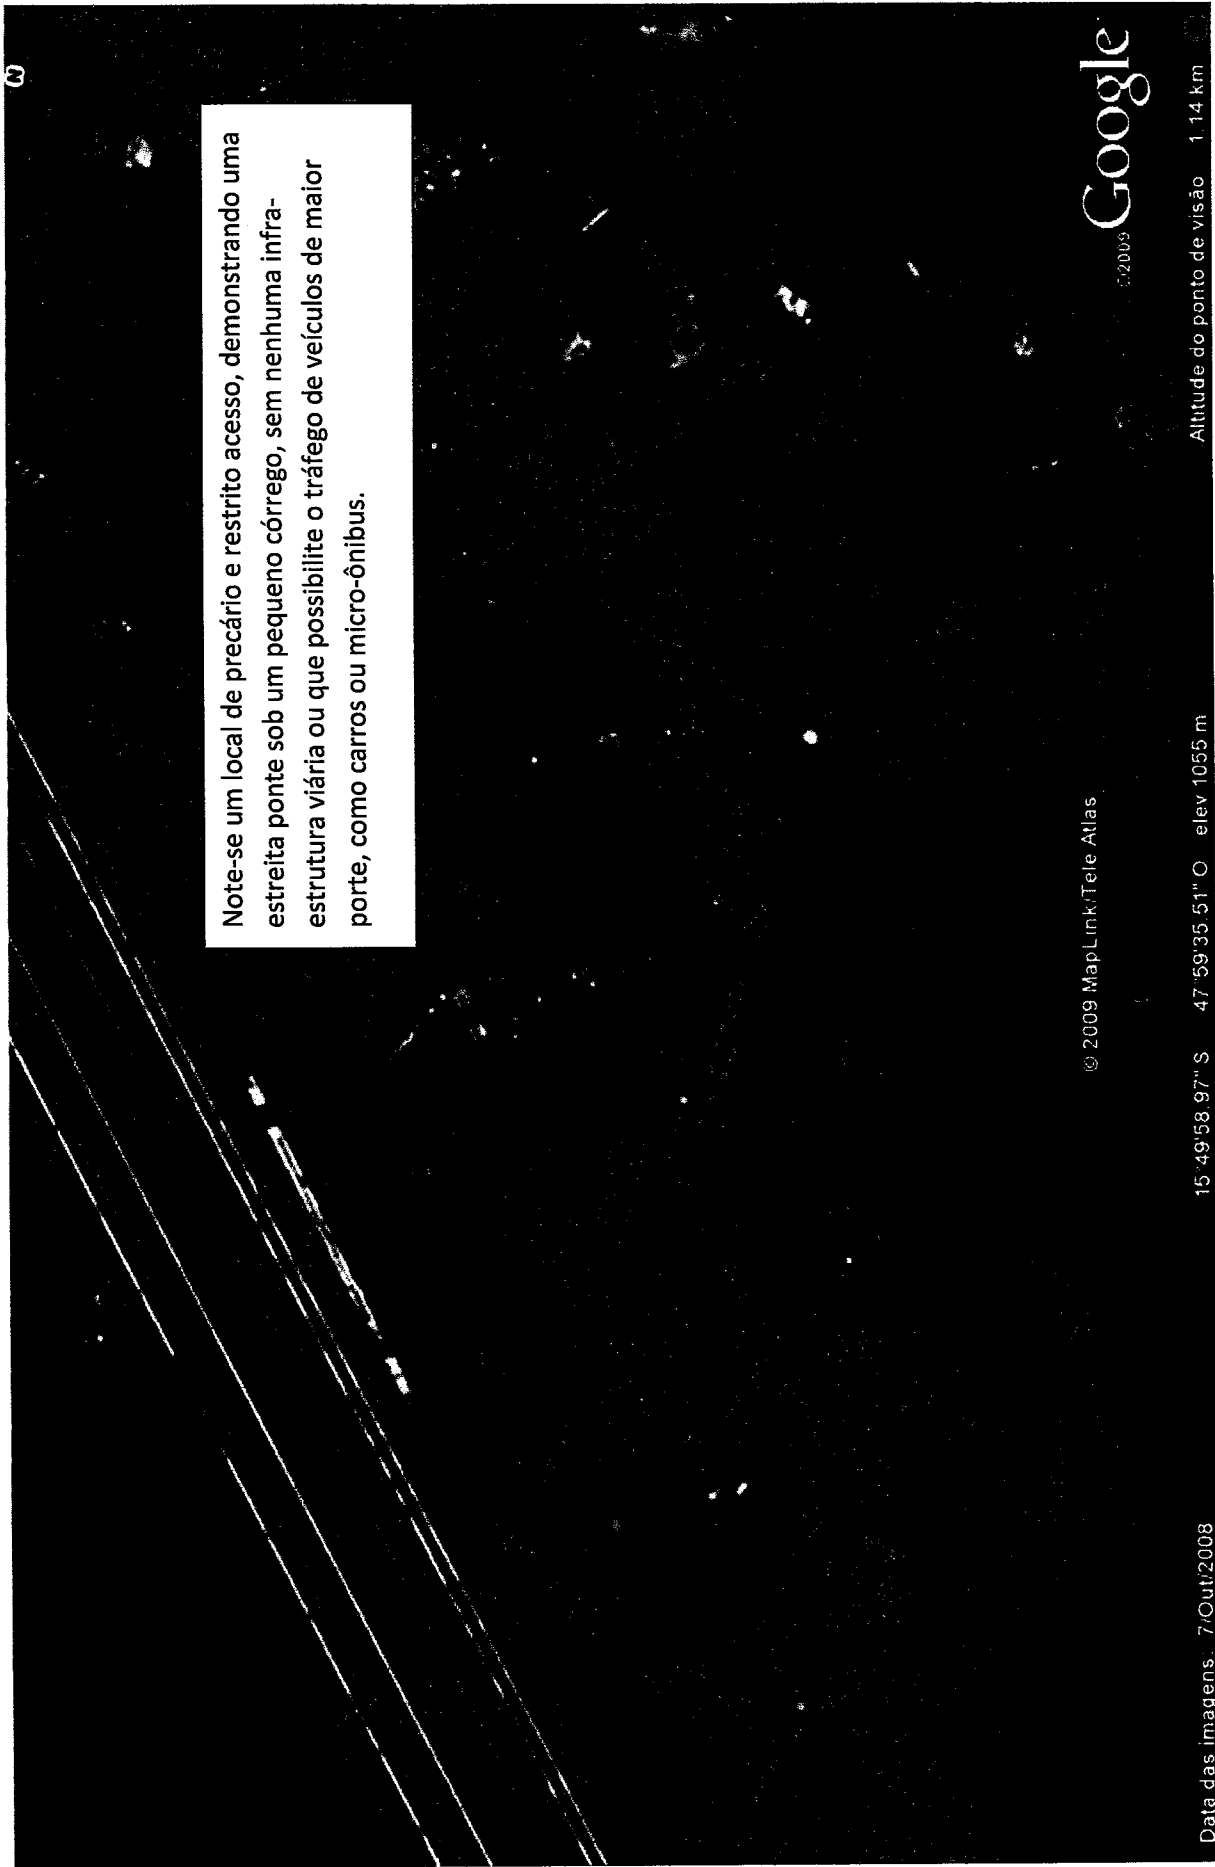 Note-se um local de precário e restrito acesso, demonstrando uma
estreita ponte sob um pequeno córrego, sem nenhuma infra-
estrutura viária ou que possibilite o tráfego de veículos de maior
porte, como carros ou micro-ônibus.
© 2009 MapLink/Tele Atlas
©2009 Google
Data das imagens: 7/Out/2008 15°49'58.97" S 47°59'35.51" O elev 1055 m Altitude do ponto de visão 1.14 km
N